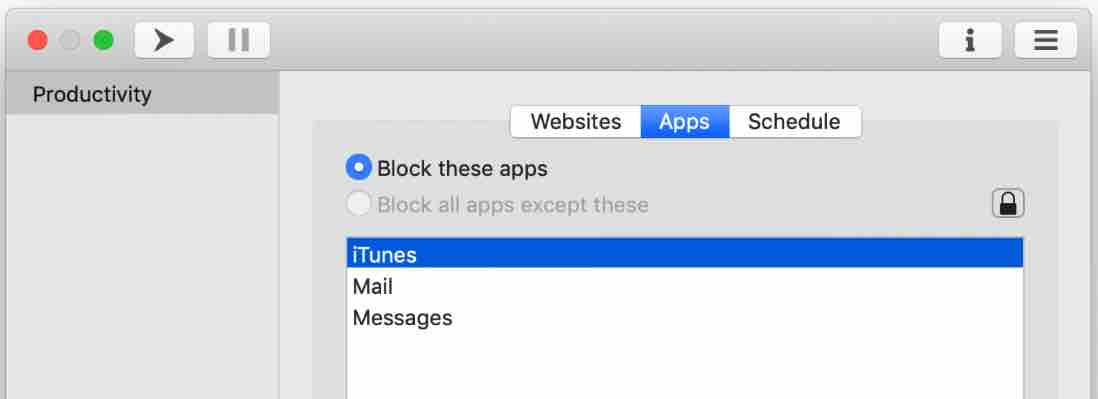 Productivity
Websites Apps Schedule
Block these apps
Block all apps except these
iTunes
Mail
Messages